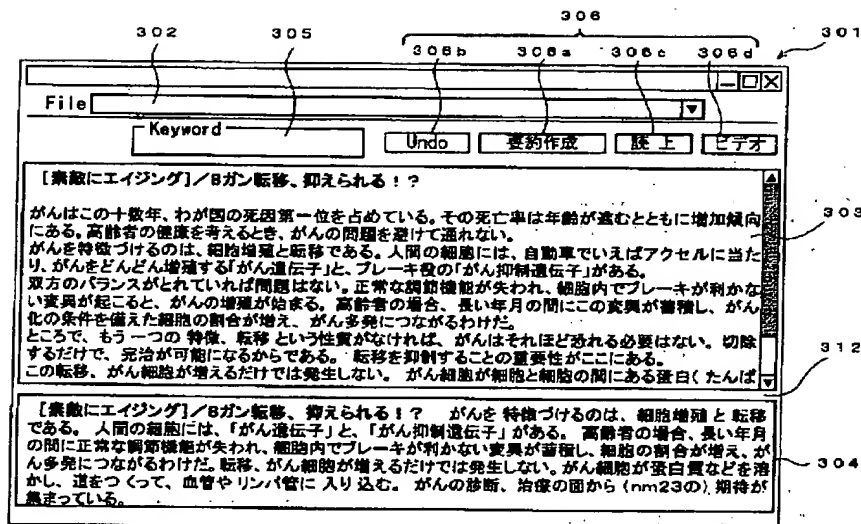 306
302 305 306b 306a 306c 306d 301
File
Keyword Undo 要約作成 読上 ビデオ
[素敵にエイジング]/8ガン転移、抑えられる!?
がんはこの十数年、わが国の死因第一位を占めている。その死亡率は年齢が進むとともに増加傾向
にある。高齢者の健康を考えるとき、がんの問題を避けて通れない。
がんを特徴づけるのは、細胞増殖と転移である。人間の細胞には、自動車でいえばアクセルに当た
り、がんをどんどん増殖する「がん遺伝子」と、ブレーキ役の「がん抑制遺伝子」がある。
双方のバランスがとれていれば問題はない。正常な調節機能が失われ、細胞内でブレーキが利かな
い変異が起こると、がんの増殖が始まる。高齢者の場合、長い年月の間にこの変異が蓄積し、がん
化の条件を備えた細胞の割合が増え、がん多発につながるわけだ。
ところで、もう一つの特徴、転移という性質がなければ、がんはそれほど恐れる必要はない。切除
するだけで、完治が可能になるからである。転移を抑制することの重要性がここにある。
この転移、がん細胞が増えるだけでは発生しない。がん細胞が細胞と細胞の間にある蛋白(たんぱ
303
312
[素敵にエイジング]/8ガン転移、抑えられる!? がんを特徴づけるのは、細胞増殖と転移
である。人間の細胞には、「がん遺伝子」と、「がん抑制遺伝子」がある。高齢者の場合、長い年月
の間に正常な調節機能が失われ、細胞内でブレーキが利かない変異が蓄積し、細胞の割合が増え、が
ん多発につながるわけだ。転移、がん細胞が増えるだけでは発生しない。がん細胞が蛋白質などを溶
かし、道をつくって、血管やリンパ管に入り込む。がんの診断、治療の面から(nm23の)期待が
集まっている。
304